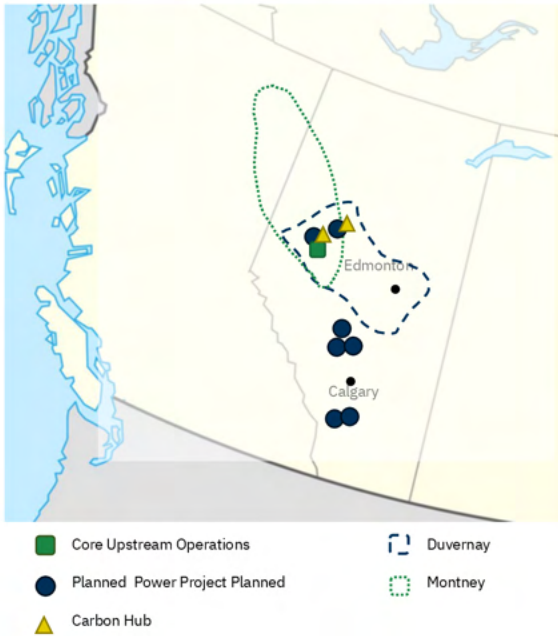 Edmonton
Calgary
Core Upstream Operations
Duvernay
Planned Power Project Planned
Montney
Carbon Hub